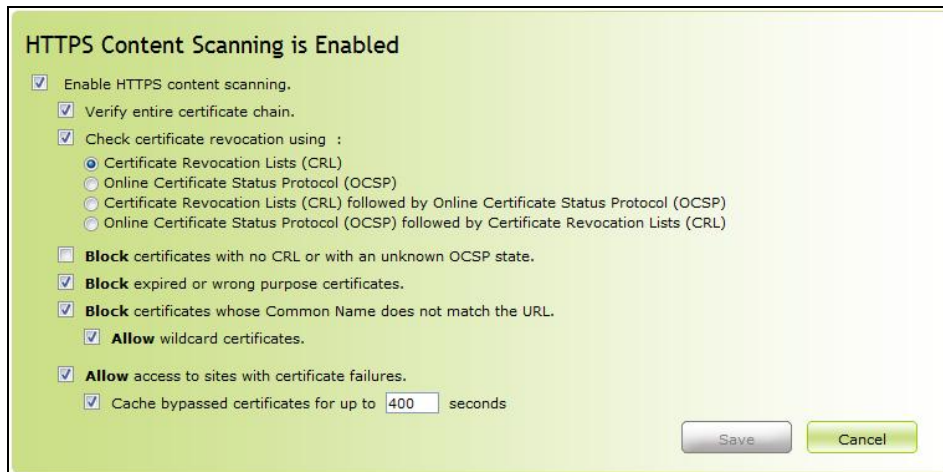 HTTPS Content Scanning is Enabled
Enable HTTPS content scanning.
Verify entire certificate chain.
Check certificate revocation using :
Certificate Revocation Lists (CRL)
Online Certificate Status Protocol (OCSP)
Certificate Revocation Lists (CRL) followed by Online Certificate Status Protocol (OCSP)
Online Certificate Status Protocol (OCSP) followed by Certificate Revocation Lists (CRL)
Block certificates with no CRL or with an unknown OCSP state.
Block expired or wrong purpose certificates.
Block certificates whose Common Name does not match the URL.
Allow wildcard certificates.
Allow access to sites with certificate failures.
Cache bypassed certificates for up to 400 seconds
Save Cancel